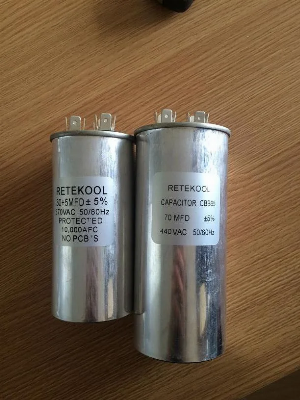 RETEKOOL
30+5MFD ± 5%
370VAC 50/60Hz
PROTECTED
10,000AFC
NO PCB'S
RETEKOOL
CAPACITOR CBB65
70 MFD ±5%
440VAC 50/60Hz